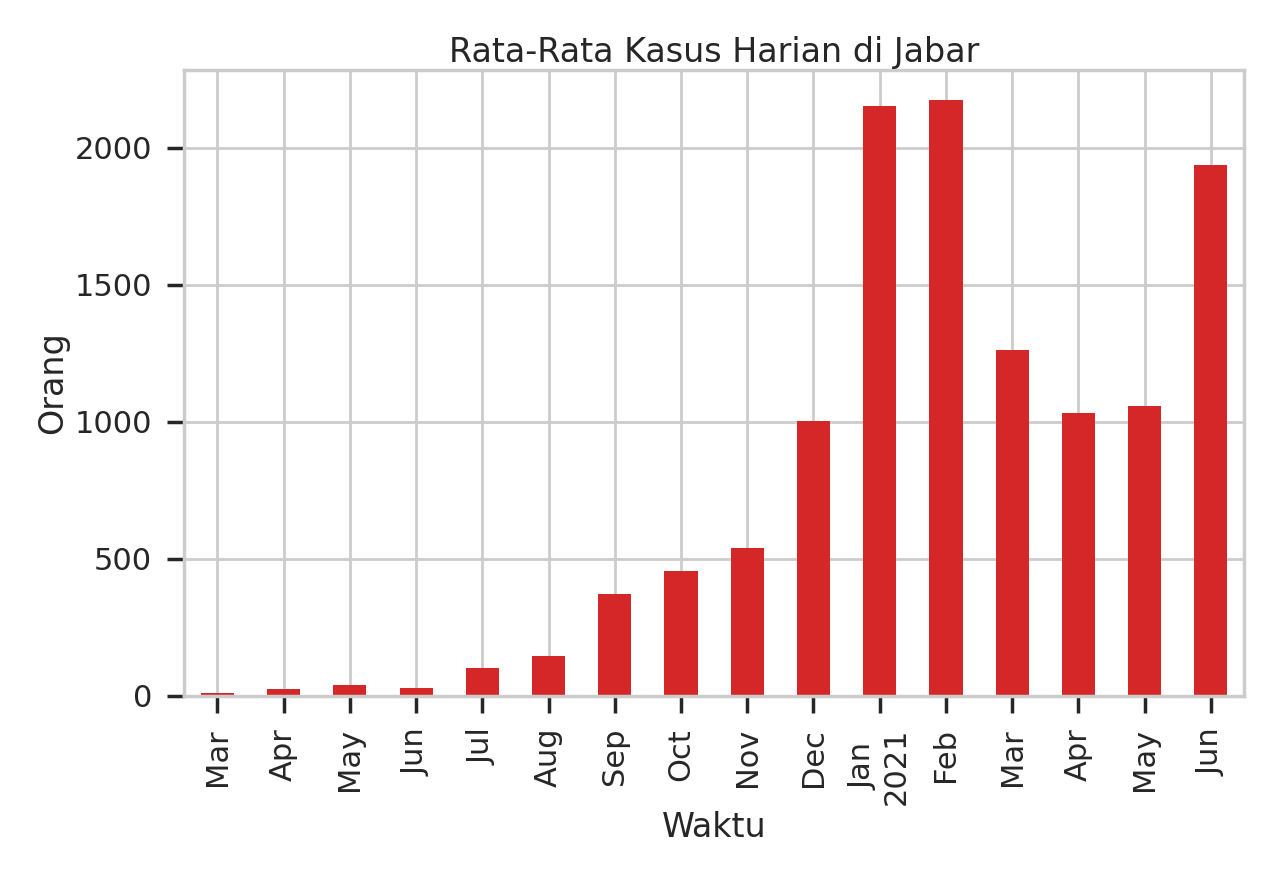 Rata-Rata Kasus Harian di Jabar
2000
1500
1000
500
0
Orang
Mar
Apr
May
Jun
Jul
Aug
Sep
Oct
Nov
Dec
Jan
2021
Feb
Mar
Apr
May
Jun
Waktu